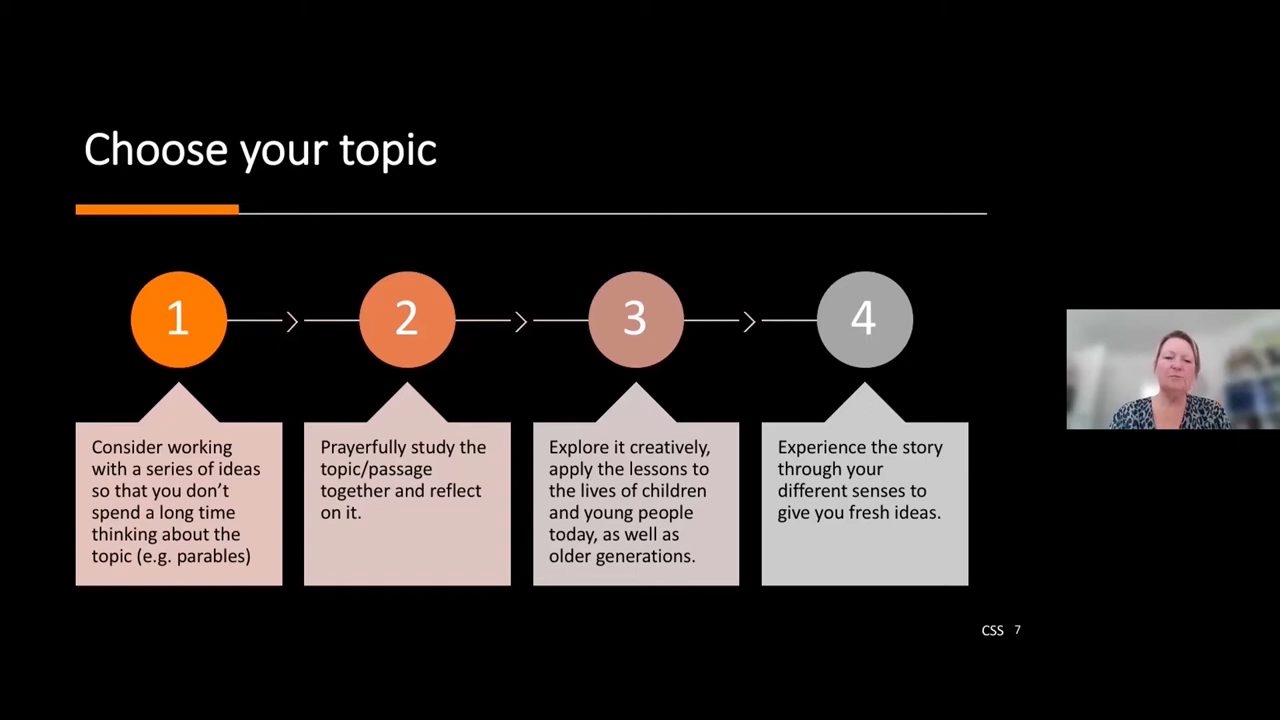 Choose your topic
1
2
3
4
Consider working
with a series of ideas
so that you don’t
spend a long time
thinking about the
topic (e.g. parables)
Prayerfully study the
topic/passage
together and reflect
on it.
Explore it creatively,
apply the lessons to
the lives of children
and young people
today, as well as
older generations.
Experience the story
through your
different senses to
give you fresh ideas.
CSS 7